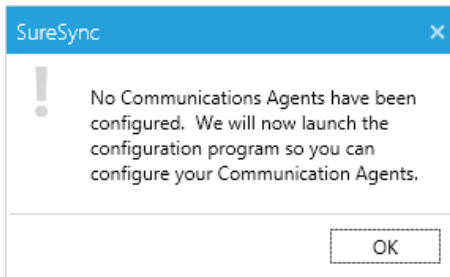 SureSync
No Communications Agents have been
configured.  We will now launch the
configuration program so you can
configure your Communication Agents.
OK